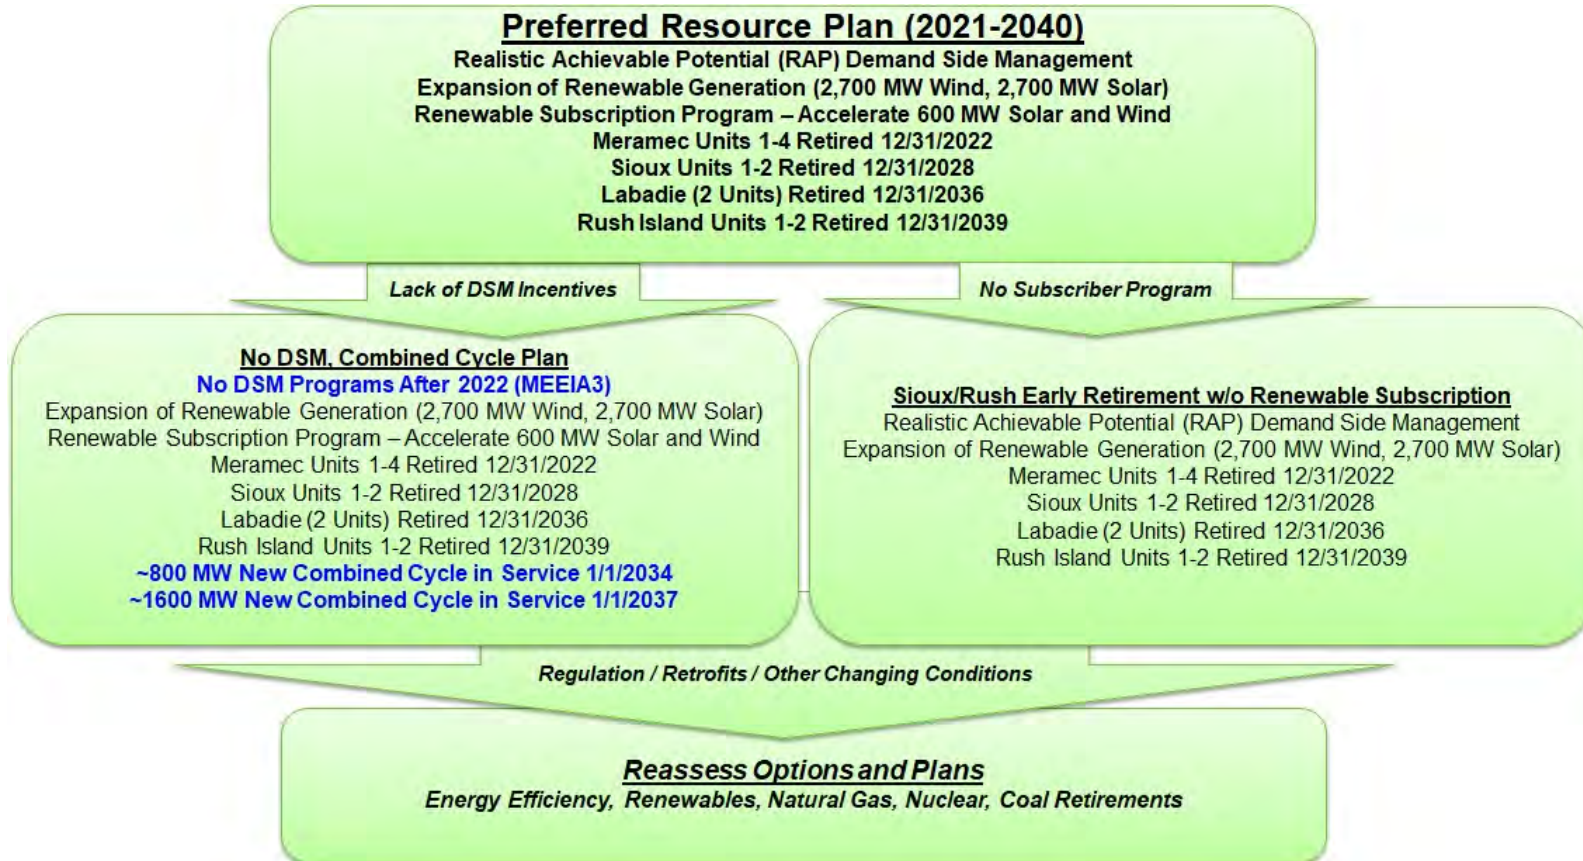 Preferred Resource Plan (2021-2040)
Realistic Achievable Potential (RAP) Demand Side Management
Expansion of Renewable Generation (2,700 MW Wind, 2,700 MW Solar)
Renewable Subscription Program – Accelerate 600 MW Solar and Wind
Meramec Units 1-4 Retired 12/31/2022
Sioux Units 1-2 Retired 12/31/2028
Labadie (2 Units) Retired 12/31/2036
Rush Island Units 1-2 Retired 12/31/2039
Lack of DSM Incentives
No Subscriber Program
No DSM, Combined Cycle Plan
No DSM Programs After 2022 (MEEIA3)
Expansion of Renewable Generation (2,700 MW Wind, 2,700 MW Solar)
Renewable Subscription Program – Accelerate 600 MW Solar and Wind
Meramec Units 1-4 Retired 12/31/2022
Sioux Units 1-2 Retired 12/31/2028
Labadie (2 Units) Retired 12/31/2036
Rush Island Units 1-2 Retired 12/31/2039
~800 MW New Combined Cycle in Service 1/1/2034
~1600 MW New Combined Cycle in Service 1/1/2037
Sioux/Rush Early Retirement w/o Renewable Subscription
Realistic Achievable Potential (RAP) Demand Side Management
Expansion of Renewable Generation (2,700 MW Wind, 2,700 MW Solar)
Meramec Units 1-4 Retired 12/31/2022
Sioux Units 1-2 Retired 12/31/2028
Labadie (2 Units) Retired 12/31/2036
Rush Island Units 1-2 Retired 12/31/2039
Regulation / Retrofits / Other Changing Conditions
Reassess Options and Plans
Energy Efficiency, Renewables, Natural Gas, Nuclear, Coal Retirements